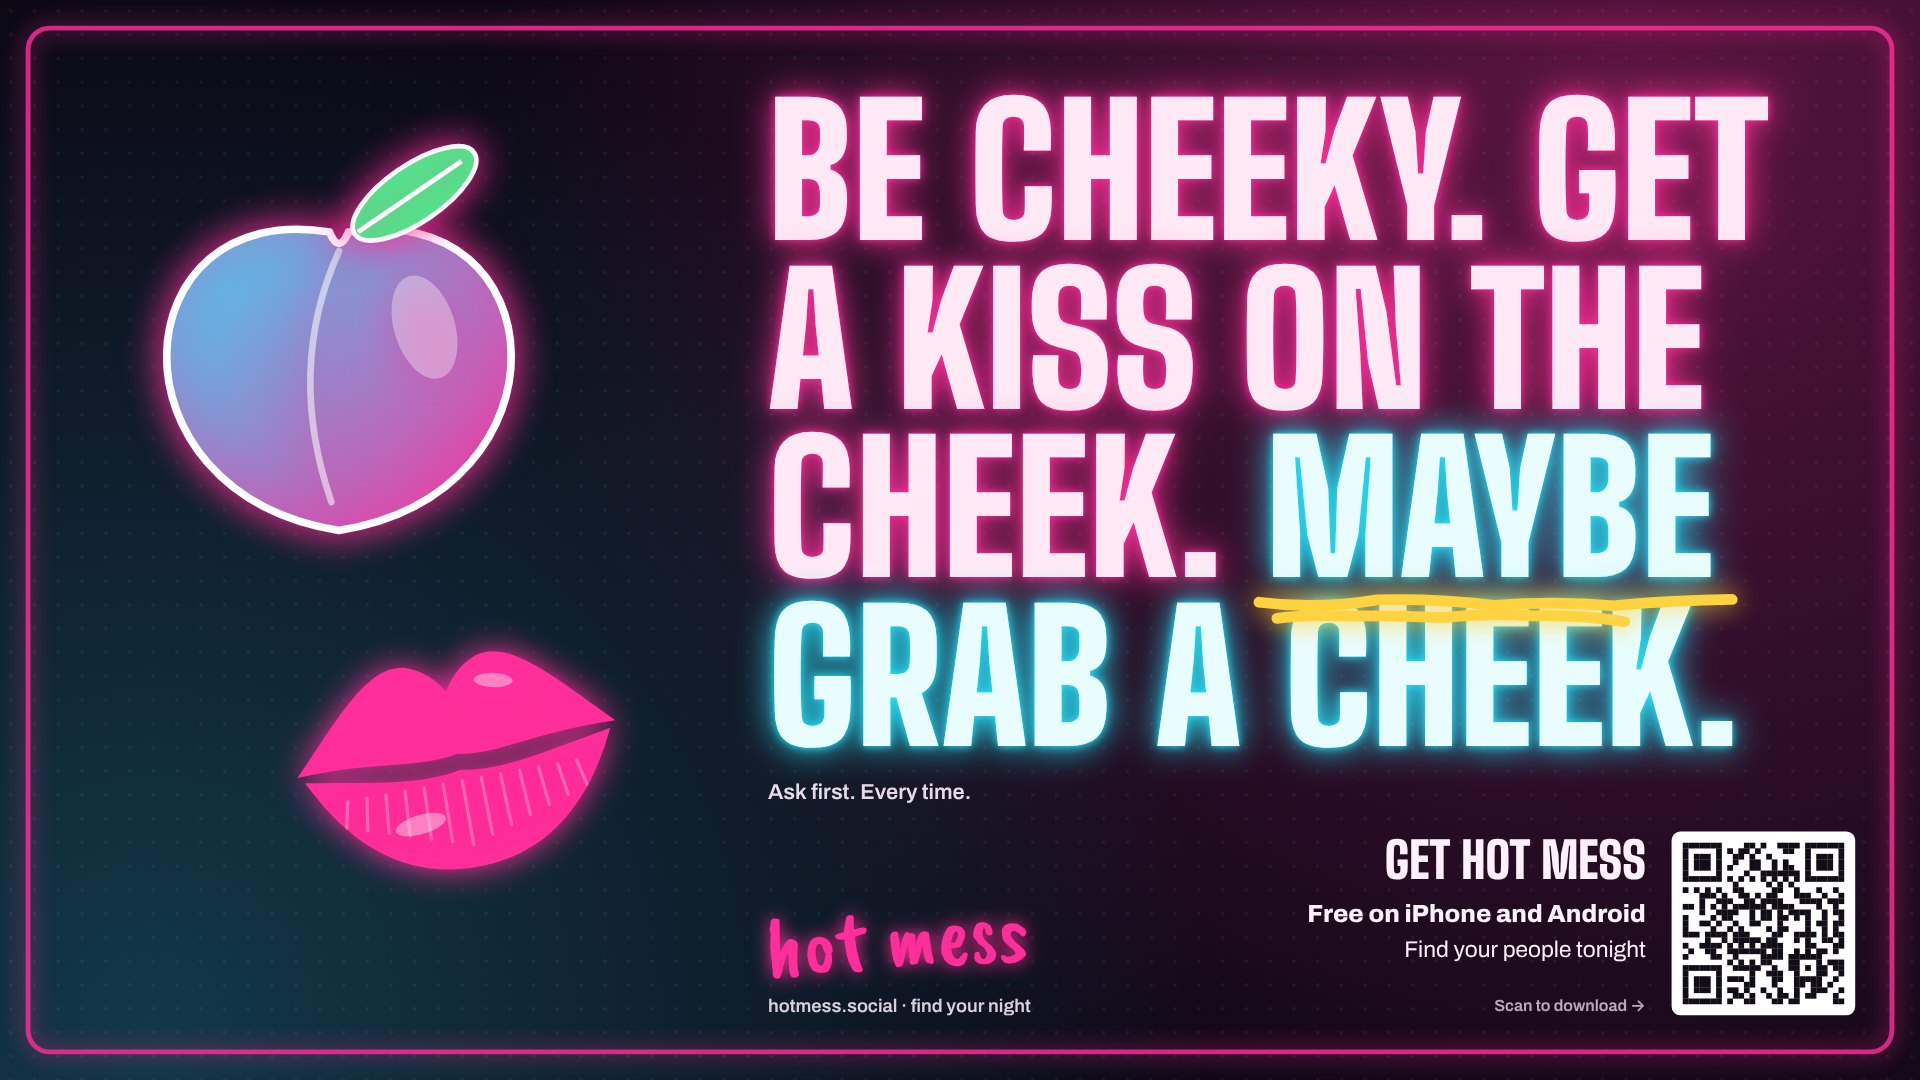 BE CHEEKY. GET
A KISS ON THE
CHEEK. MAYBE
GRAB A CHEEK.
Ask first. Every time.
hot mess
hotmess.social · find your night
GET HOT MESS
Free on iPhone and Android
Find your people tonight
Scan to download →